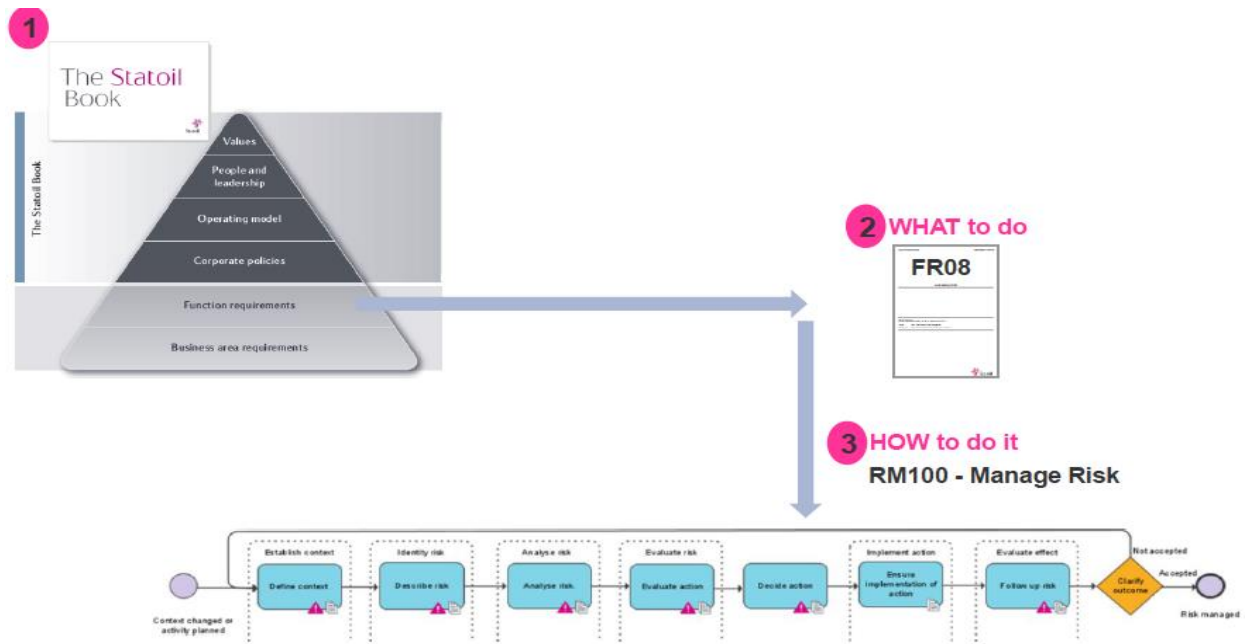 1
The Statoil
Book
Statoil
The Statoil Book
Values
People and
leadership
Operating model
Corporate policies
Function requirements
Business area requirements
2 WHAT to do
FR08
Statoil
3 HOW to do it
RM100 - Manage Risk
Establish context
Identity risk
Analyse risk
Evaluate risk
Implement action
Evaluate effect
Not accepted
Define context
Describe risk
Analyse risk
Evaluate action
Decide action
Ensure
implementation of
action
Follow up risk
Clarify
outcome
Accepted
Context changed or
activity planned
Risk managed